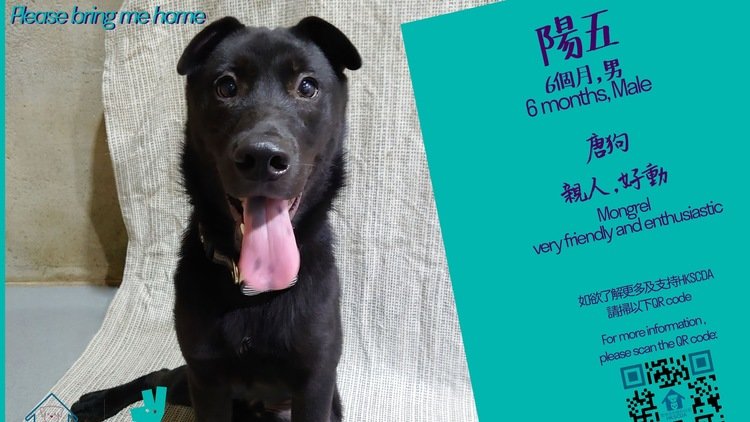 Please bring me home
陽五
6個月,男
6 months, Male
唐狗
親人,好動
Mongrel
very friendly and enthusiastic
如欲了解更多及支持HKSCDA
請掃以下QR code
For more information,
please scan the QR code: